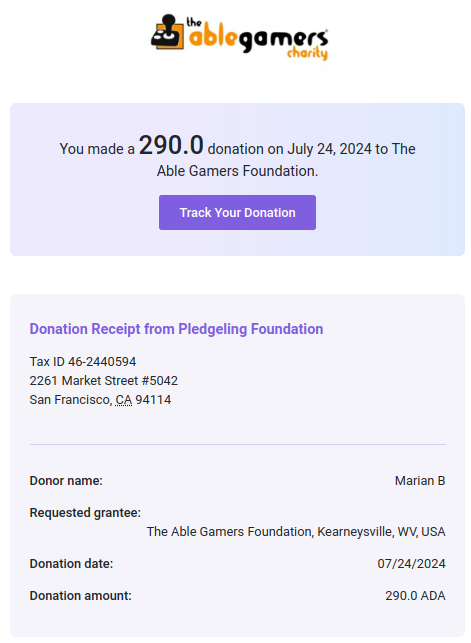 the
ablegamers
charity
You made a 290.0 donation on July 24, 2024 to The
Able Gamers Foundation.
Track Your Donation
Donation Receipt from Pledgeling Foundation
Tax ID 46-2440594
2261 Market Street #5042
San Francisco, CA 94114
Donor name: Marian B
Requested grantee:
The Able Gamers Foundation, Kearneysville, WV, USA
Donation date: 07/24/2024
Donation amount: 290.0 ADA